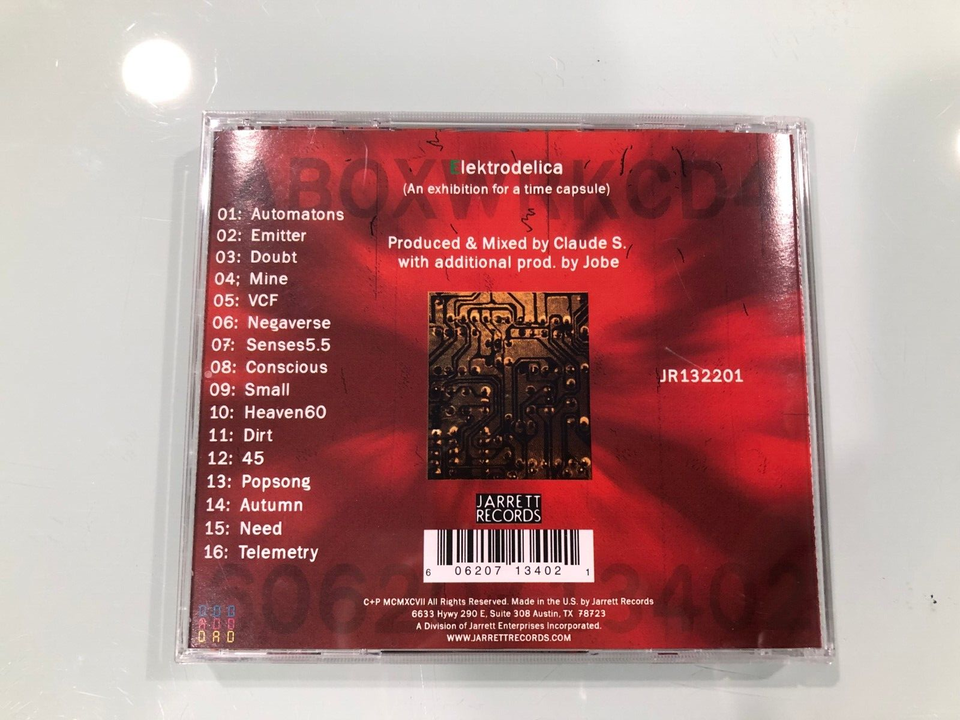 ABOXW KCD4
Elektrodelica
(An exhibition for a time capsule)
01: Automatons
02: Emitter
03: Doubt
04; Mine
05: VCF
06: Negaverse
07: Senses5.5
08: Conscious
09: Small
10: Heaven60
11: Dirt
12: 45
13: Popsong
14: Autumn
15: Need
16: Telemetry
Produced & Mixed by Claude S.
with additional prod. by Jobe
JR132201
JARRETT
RECORDS
6 06207 13402 1
C+P MCMXCVII All Rights Reserved. Made in the U.S. by Jarrett Records
6633 Hywy 290 E, Suite 308 Austin, TX 78723
A Division of Jarrett Enterprises Incorporated.
WWW.JARRETTRECORDS.COM